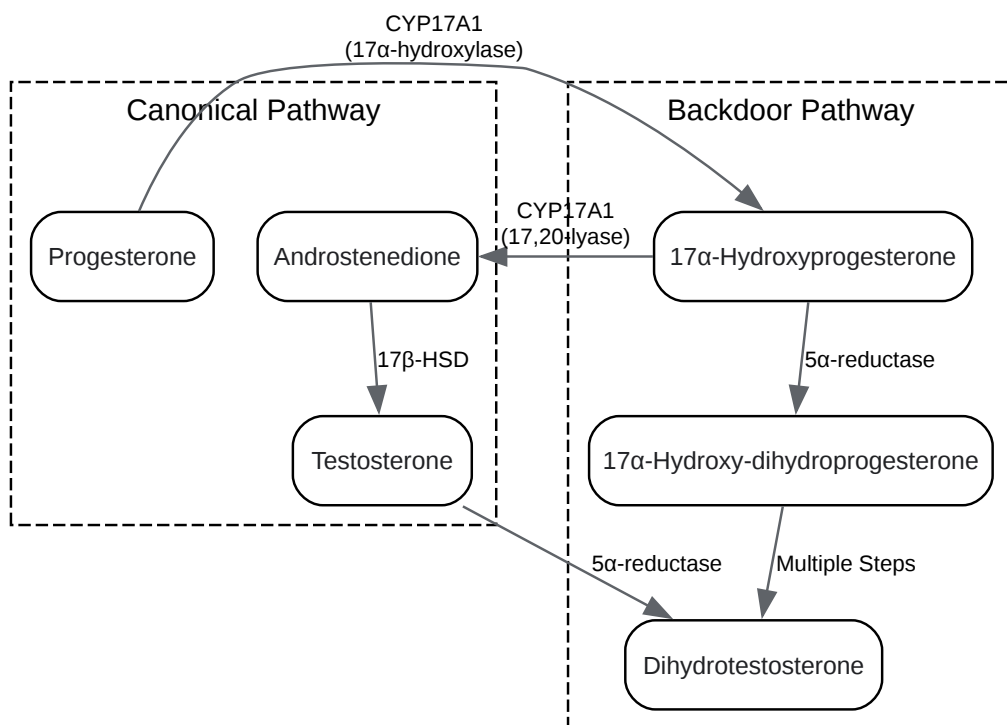 CYP17A1
(17α-hydroxylase)
Canonical Pathway
Backdoor Pathway
Progesterone
Androstenedione
CYP17A1
(17,20-lyase)
17α-Hydroxyprogesterone
17β-HSD
5α-reductase
Testosterone
17α-Hydroxy-dihydroprogesterone
5α-reductase
Multiple Steps
Dihydrotestosterone